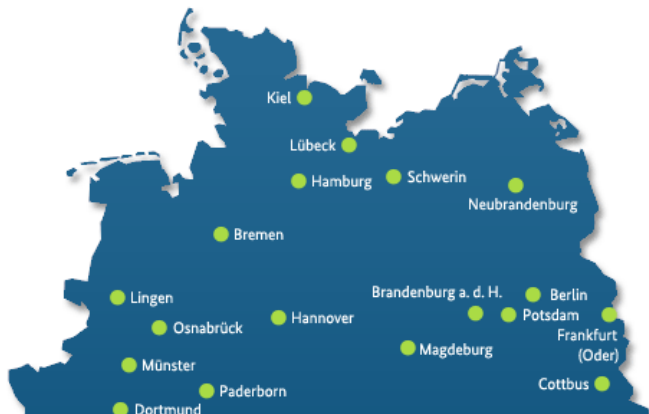 Kiel
Lübeck
Hamburg
Schwerin
Neubrandenburg
Bremen
Brandenburg a. d. H.
Berlin
Lingen
Hannover
Potsdam
Osnabrück
Frankfurt
(Oder)
Magdeburg
Münster
Cottbus
Paderborn
Dortmund